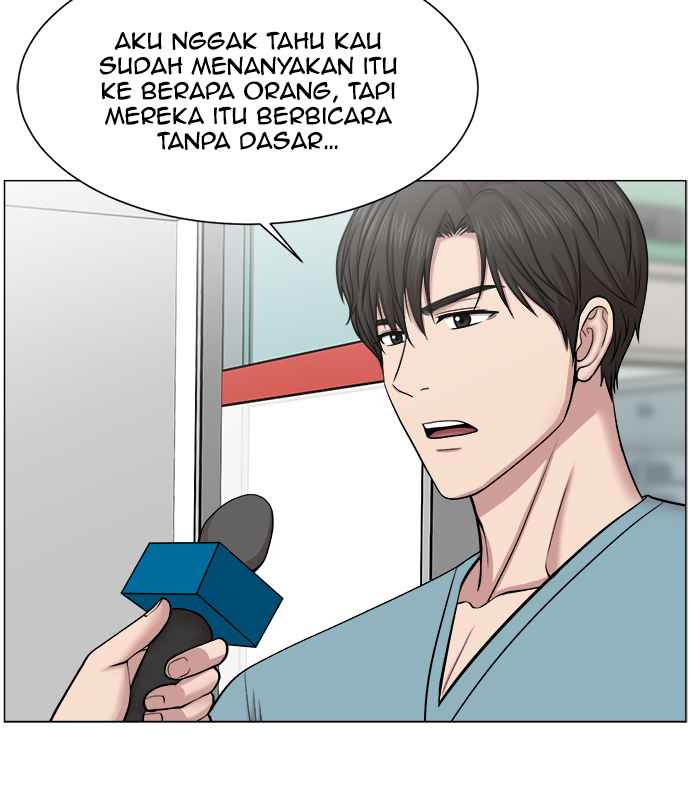 AKU NGGAK TAHU KAU
SUDAH MENANYAKAN ITU
KE BERAPA ORANG, TAPI
MEREKA ITU BERBICARA
TANPA DASAR...